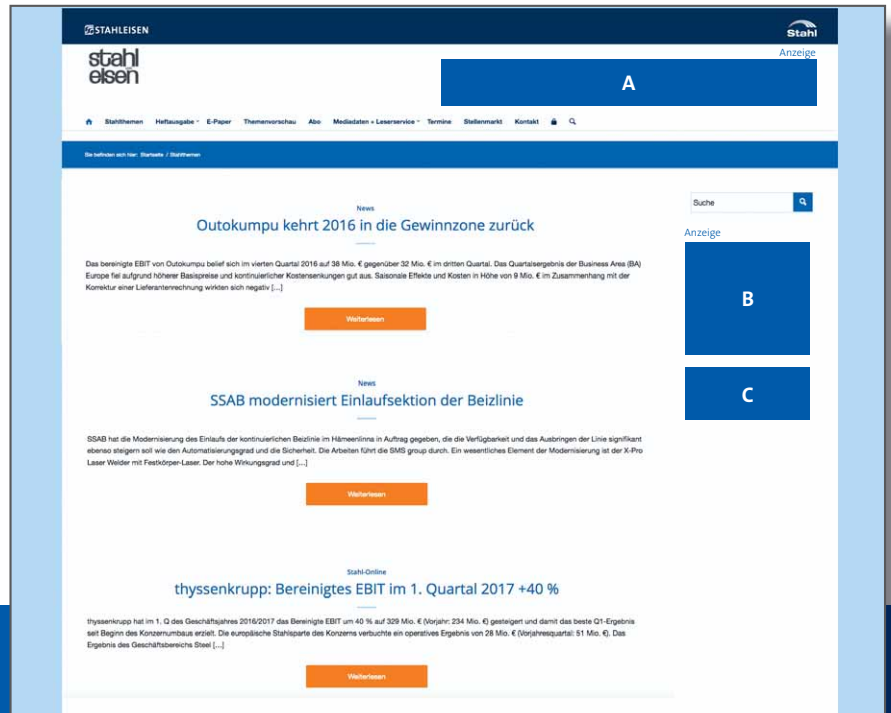 STAHLEISEN
Stahl
stahl
eisen
Anzeige
A
Stahlthemen Heftausgabe E-Paper Themenvorschau Abo Mediadaten + Leserservice Termine Stellenmarkt Kontakt
Sie befinden sich hier: Startseite / Stahlthemen
News
Outokumpu kehrt 2016 in die Gewinnzone zurück
Das bereinigte EBIT von Outokumpu belief sich im vierten Quartal 2016 auf 38 Mio. € gegenüber 32 Mio. € im dritten Quartal. Das Quartalsergebnis der Business Area (BA)
Europe fiel aufgrund höherer Basispreise und kontinuierlicher Kostensenkungen gut aus. Saisonale Effekte und Kosten in Höhe von 9 Mio. € im Zusammenhang mit der
Korrektur einer Lieferantenrechnung wirkten sich negativ [...]
Weiterlesen
News
SSAB modernisiert Einlaufsektion der Beizlinie
SSAB hat die Modernisierung des Einlaufs der kontinuierlichen Beizlinie im Hämeenlinna in Auftrag gegeben, die die Verfügbarkeit und das Ausbringen der Linie signifikant
ebenso steigern soll wie den Automatisierungsgrad und die Sicherheit. Die Arbeiten führt die SMS group durch. Ein wesentliches Element der Modernisierung ist der X-Pro
Laser Welder mit Festkörper-Laser. Der hohe Wirkungsgrad und [...]
Weiterlesen
Stahl-Online
thyssenkrupp: Bereinigtes EBIT im 1. Quartal 2017 +40 %
thyssenkrupp hat im 1. Q des Geschäftsjahres 2016/2017 das Bereinigte EBIT um 40 % auf 329 Mio. € (Vorjahr: 234 Mio. €) gesteigert und damit das beste Q1-Ergebnis
seit Beginn des Konzernumbaus erzielt. Die europäische Stahlsparte des Konzerns verbuchte ein operatives Ergebnis von 28 Mio. € (Vorjahresquartal: 51 Mio. €). Das
Ergebnis des Geschäftsbereichs Steel [...]
Weiterlesen
Suche
Anzeige
B
C